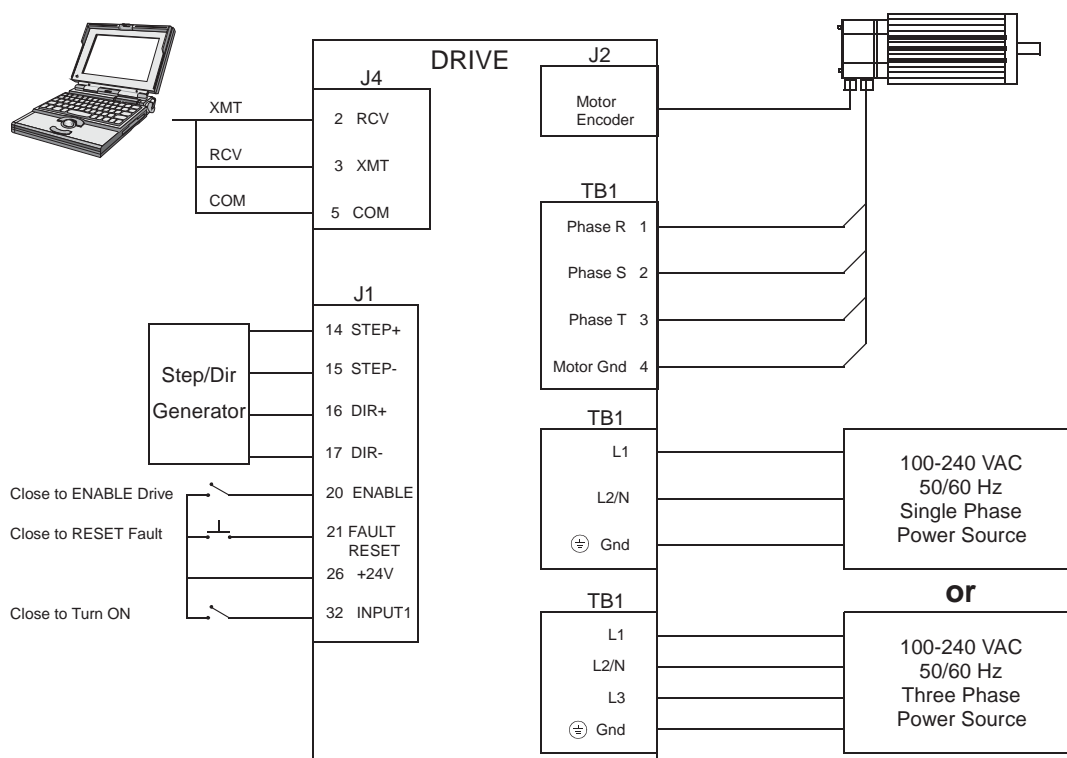 DRIVE
J4
XMT
2 RCV
RCV
3 XMT
COM
5 COM
J1
Step/Dir
Generator
14 STEP+
15 STEP-
16 DIR+
17 DIR-
Close to ENABLE Drive
20 ENABLE
Close to RESET Fault
21 FAULT
RESET
26 +24V
Close to Turn ON
32 INPUT1
J2
Motor
Encoder
TB1
Phase R 1
Phase S 2
Phase T 3
Motor Gnd 4
TB1
L1
L2/N
Gnd
100-240 VAC
50/60 Hz
Single Phase
Power Source
or
TB1
L1
L2/N
L3
Gnd
100-240 VAC
50/60 Hz
Three Phase
Power Source